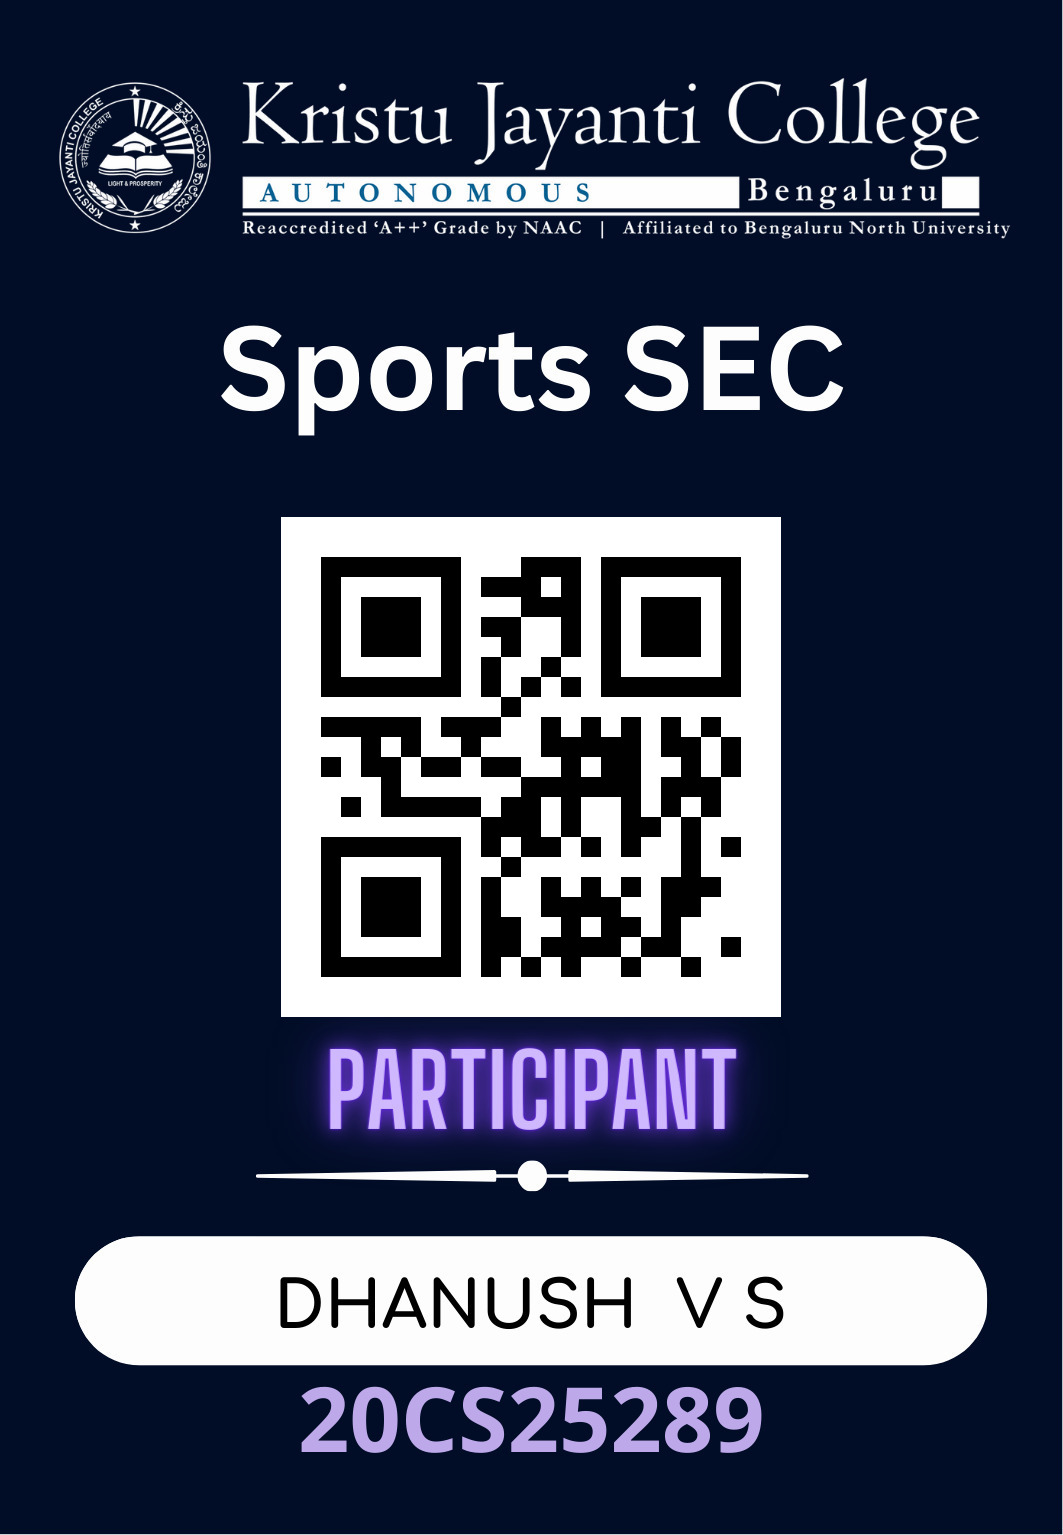 Kristu Jayanti College
AUTONOMOUS Bengaluru
Reaccredited ‘A++’ Grade by NAAC | Affiliated to Bengaluru North University
KRISTU JAYANTI COLLEGE
LIGHT & PROSPERITY
Sports SEC
PARTICIPANT
DHANUSH V S
20CS25289